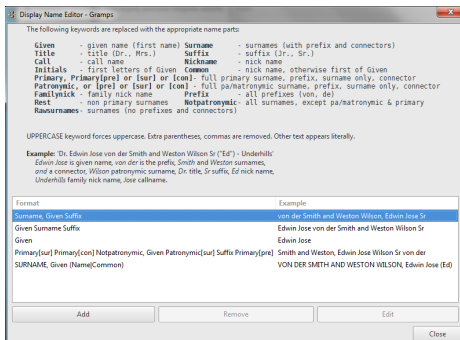 Display Name Editor - Gramps
The following keywords are replaced with the appropriate name parts:
Given - given name (first name) Surname - surnames (with prefix and connectors)
Title - title (Dr., Mrs.) Suffix - suffix (Jr., Sr.)
Call - call name Nickname - nick name
Initials - first letters of Given Common - nick name, otherwise first of Given
Primary, Primary[pre] or [sur] or [con]- full primary surname, prefix, surname only, connector
Patronymic, or [pre] or [sur] or [con] - full pa/matronymic surname, prefix, surname only, connector
Familynick - family nick name Prefix - all prefixes (von, de)
Rest - non primary surnames Notpatronymic- all surnames, except pa/matronymic & primary
Rawsurnames- surnames (no prefixes and connectors)
UPPERCASE keyword forces uppercase. Extra parentheses, commas are removed. Other text appears literally.
Example: 'Dr. Edwin Jose von der Smith and Weston Wilson Sr ("Ed") - Underhills'
Edwin Jose is given name, von der is the prefix, Smith and Weston surnames,
and a connector, Wilson patronymic surname, Dr. title, Sr suffix, Ed nick name,
Underhills family nick name, Jose callname.
Format Example
Surname, Given Suffix von der Smith and Weston Wilson, Edwin Jose Sr
Given Surname Suffix Edwin Jose von der Smith and Weston Wilson Sr
Given Edwin Jose
Primary[sur] Primary[con] Notpatronymic, Given Patronymic[sur] Suffix Primary[pre] Smith and Weston, Edwin Jose Wilson Sr von der
SURNAME, Given (Name|Common) VON DER SMITH AND WESTON WILSON, Edwin Jose (Ed)
Add Remove Edit
Close